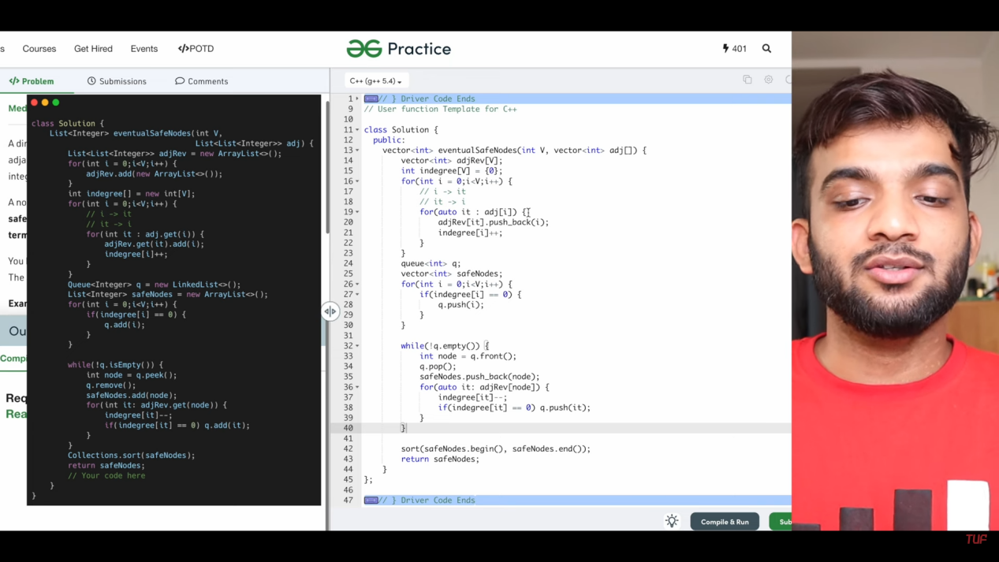 s Courses Get Hired Events </>POTD
Practice
401
</> Problem Submissions Comments
C++ (g++ 5.4)
Med
A di
adja
integ
A no
safe
term
You
The
Exar
Ou
Compi
Req
Rea
class Solution {
List<Integer> eventualSafeNodes(int V,
List<List<Integer>> adj) {
List<List<Integer>> adjRev = new ArrayList<>();
for(int i = 0;i<V;i++) {
adjRev.add(new ArrayList<>());
}
int indegree[] = new int[V];
for(int i = 0;i<V;i++) {
// i -> it
// it -> i
for(int it : adj.get(i)) {
adjRev.get(it).add(i);
indegree[i]++;
}
}
Queue<Integer> q = new LinkedList<>();
List<Integer> safeNodes = new ArrayList<>();
for(int i = 0;i<V;i++) {
if(indegree[i] == 0) {
q.add(i);
}
}
while(!q.isEmpty()) {
int node = q.peek();
q.remove();
safeNodes.add(node);
for(int it: adjRev.get(node)) {
indegree[it]--;
if(indegree[it] == 0) q.add(it);
}
}
Collections.sort(safeNodes);
return safeNodes;
// Your code here
}
}
1 // } Driver Code Ends
9 // User function Template for C++
10
11 class Solution {
12 public:
13 vector<int> eventualSafeNodes(int V, vector<int> adj[]) {
14 vector<int> adjRev[V];
15 int indegree[V] = {0};
16 for(int i = 0;i<V;i++) {
17 // i -> it
18 // it -> i
19 for(auto it : adj[i]) {
20 adjRev[it].push_back(i);
21 indegree[i]++;
22 }
23 }
24 queue<int> q;
25 vector<int> safeNodes;
26 for(int i = 0;i<V;i++) {
27 if(indegree[i] == 0) {
28 q.push(i);
29 }
30 }
31
32 while(!q.empty()) {
33 int node = q.front();
34 q.pop();
35 safeNodes.push_back(node);
36 for(auto it: adjRev[node]) {
37 indegree[it]--;
38 if(indegree[it] == 0) q.push(it);
39 }
40 }
41
42 sort(safeNodes.begin(), safeNodes.end());
43 return safeNodes;
44 }
45 };
46
47 // } Driver Code Ends
Compile & Run Sub
TUF